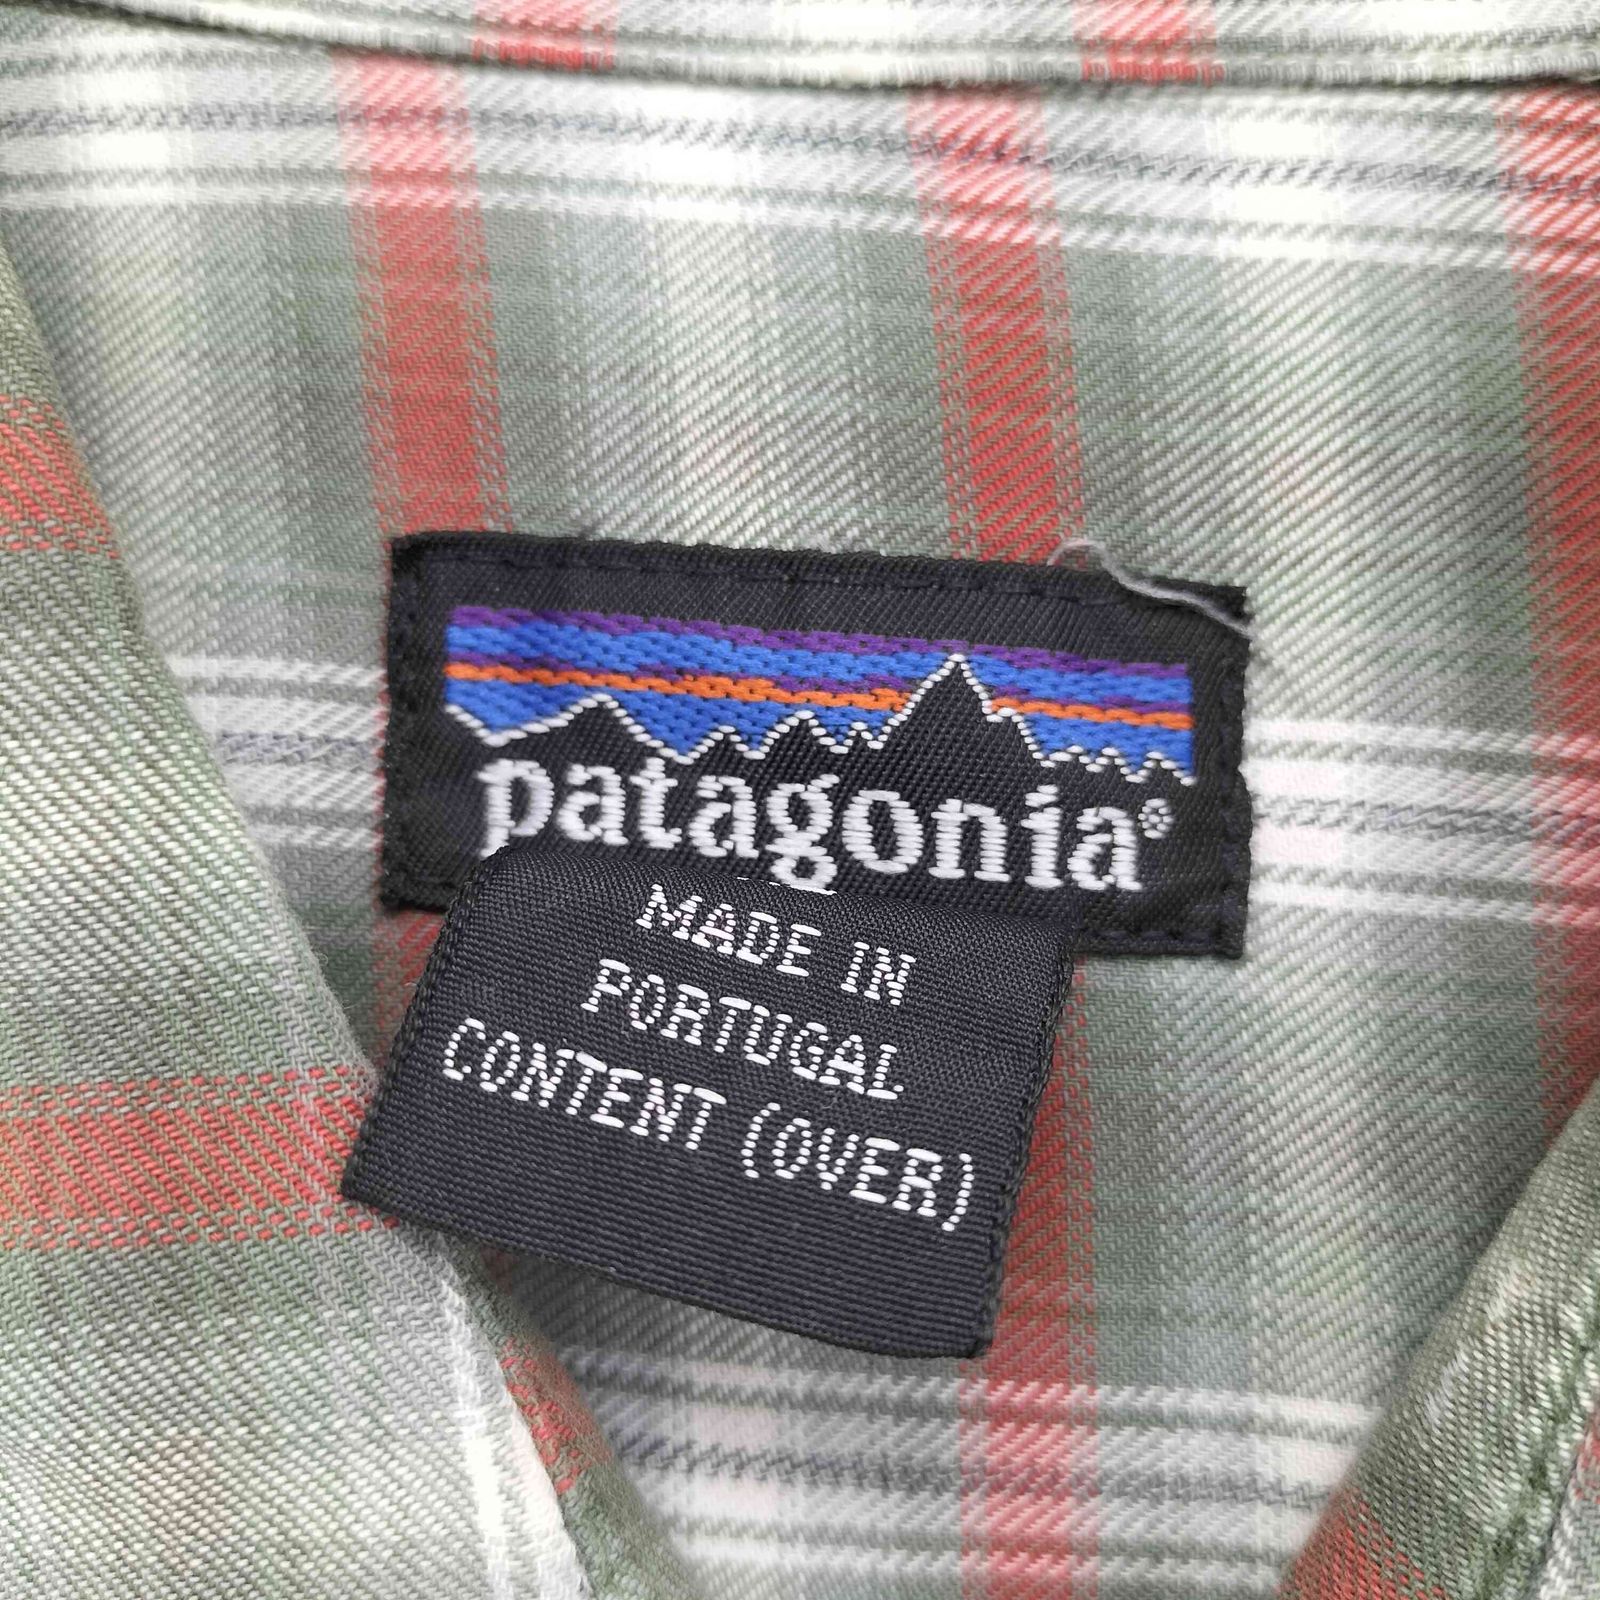 patagonia®
MADE IN
PORTUGAL
CONTENT (OVER)